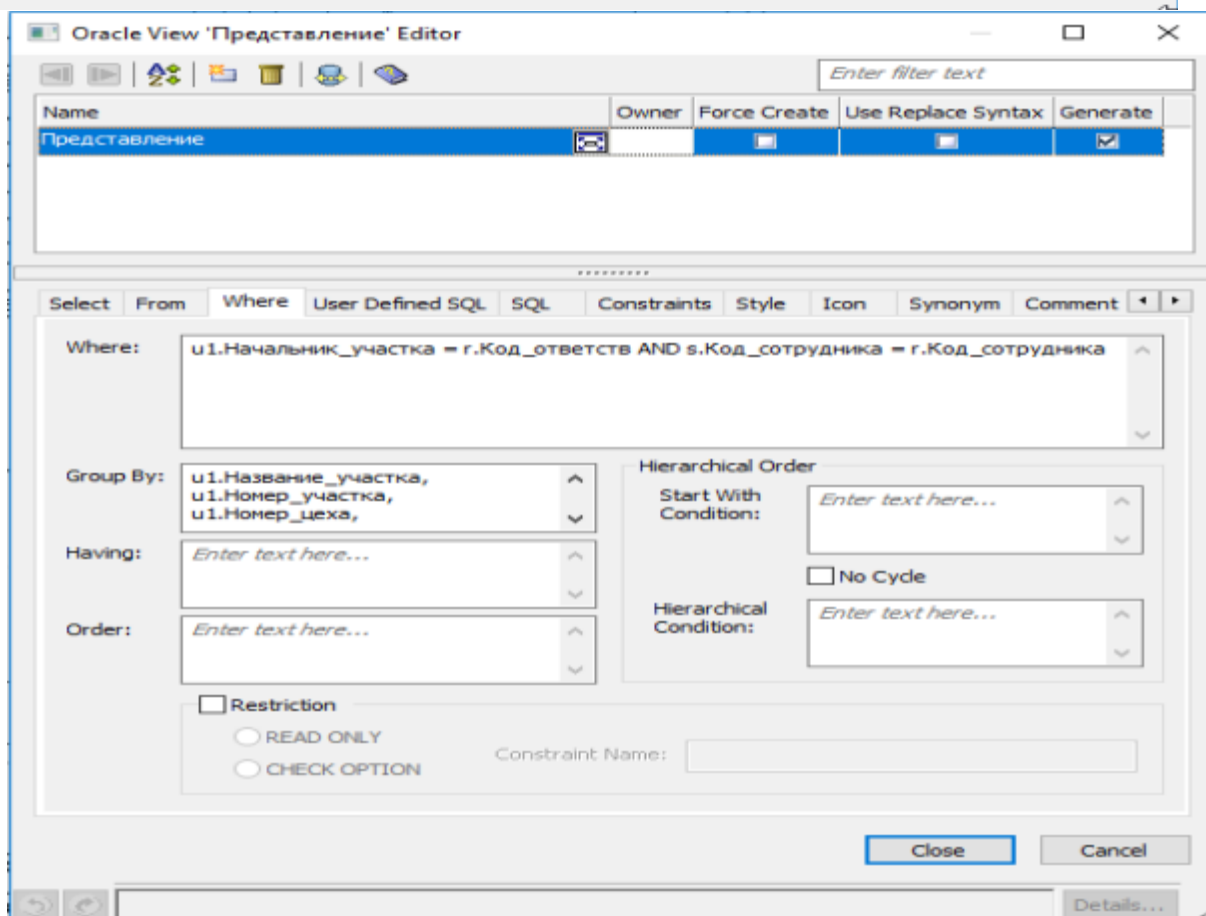 Oracle View 'Представление' Editor
Enter filter text
Name Owner Force Create Use Replace Syntax Generate
Представление
Select From Where User Defined SQL SQL Constraints Style Icon Synonym Comment
Where: u1.Начальник_участка = r.Код_ответств AND s.Код_сотрудника = r.Код_сотрудника
Group By: u1.Название_участка,
u1.Номер_участка,
u1.Номер_цеха,
Hierarchical Order
Start With Condition: Enter text here...
Having: Enter text here...
No Cycle
Order: Enter text here...
Hierarchical Condition: Enter text here...
Restriction
READ ONLY
CHECK OPTION
Constraint Name:
Close Cancel
Details...